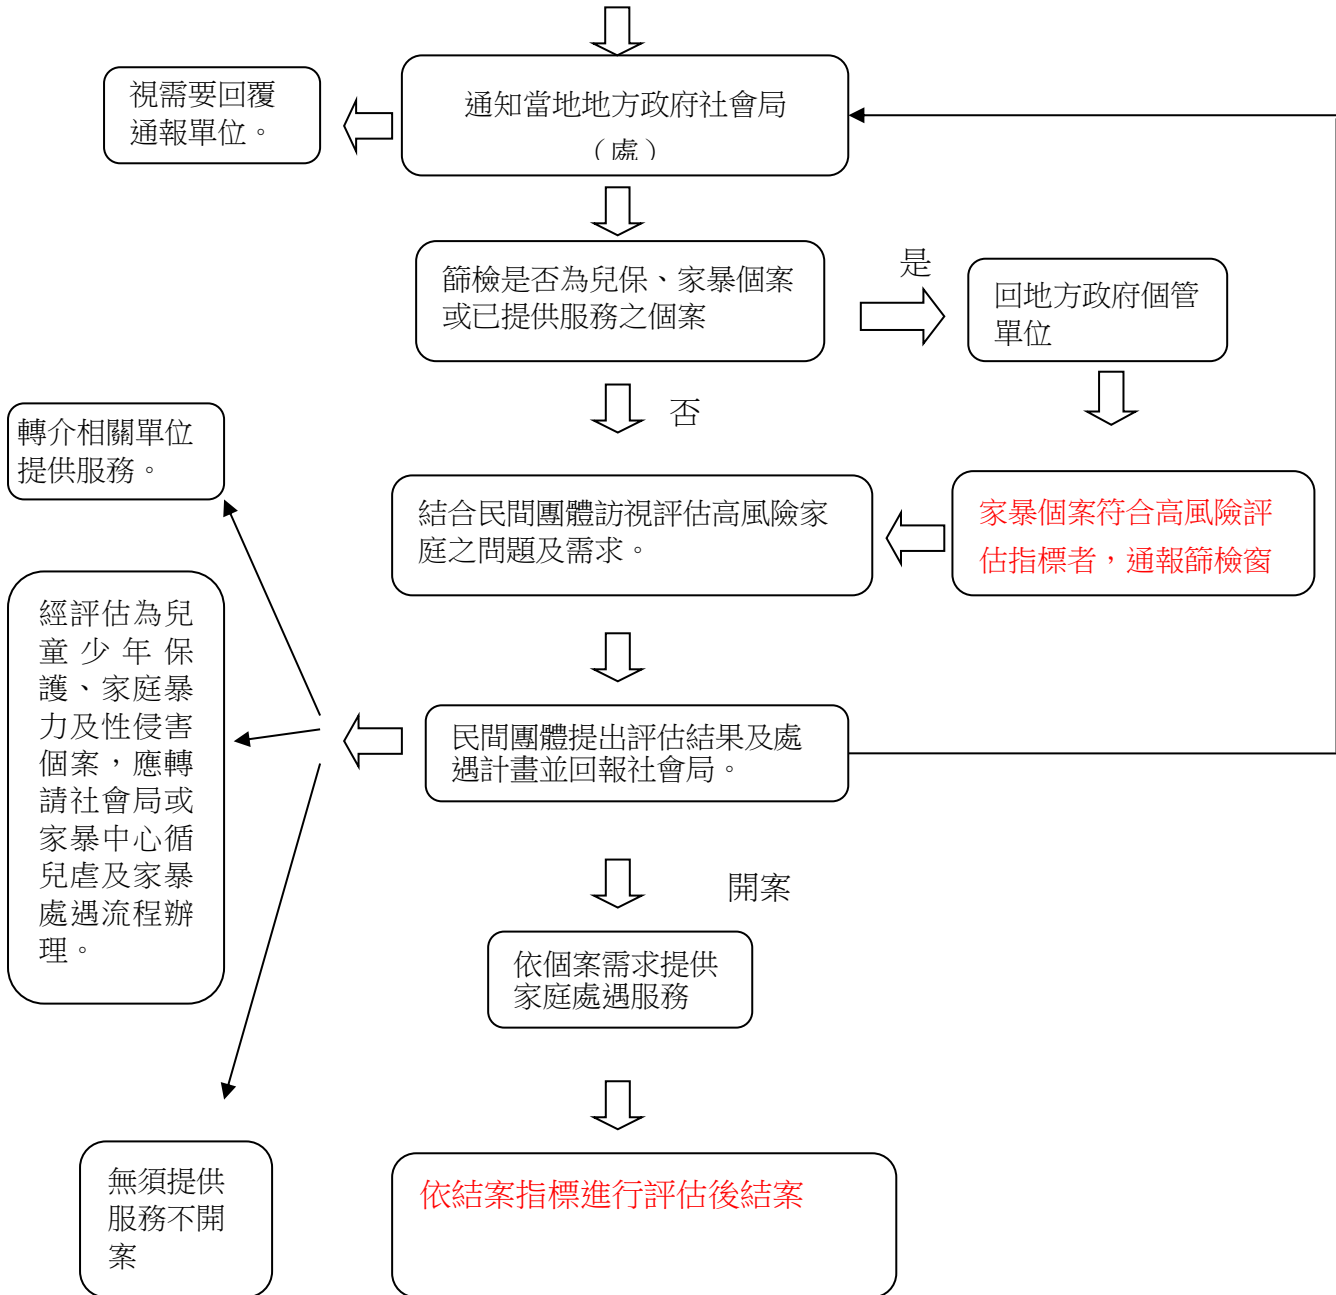 視需要回覆
通報單位。
通知當地地方政府社會局
（處）
篩檢是否為兒保、家暴個案
或已提供服務之個案
是
回地方政府個管
單位
否
轉介相關單位
提供服務。
結合民間團體訪視評估高風險家
庭之問題及需求。
家暴個案符合高風險評
估指標者，通報篩檢窗
經評估為兒
童少年保
護、家庭暴
力及性侵害
個案，應轉
請社會局或
家暴中心循
兒虐及家暴
處遇流程辦
理。
民間團體提出評估結果及處
遇計畫並回報社會局。
開案
依個案需求提供
家庭處遇服務
無須提供
服務不開
案
依結案指標進行評估後結案